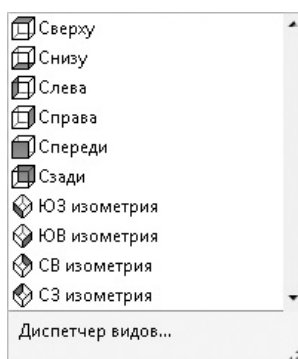 Сверху
Снизу
Слева
Справа
Спереди
Сзади
ЮЗ изометрия
ЮВ изометрия
СВ изометрия
СЗ изометрия
Диспетчер видов...